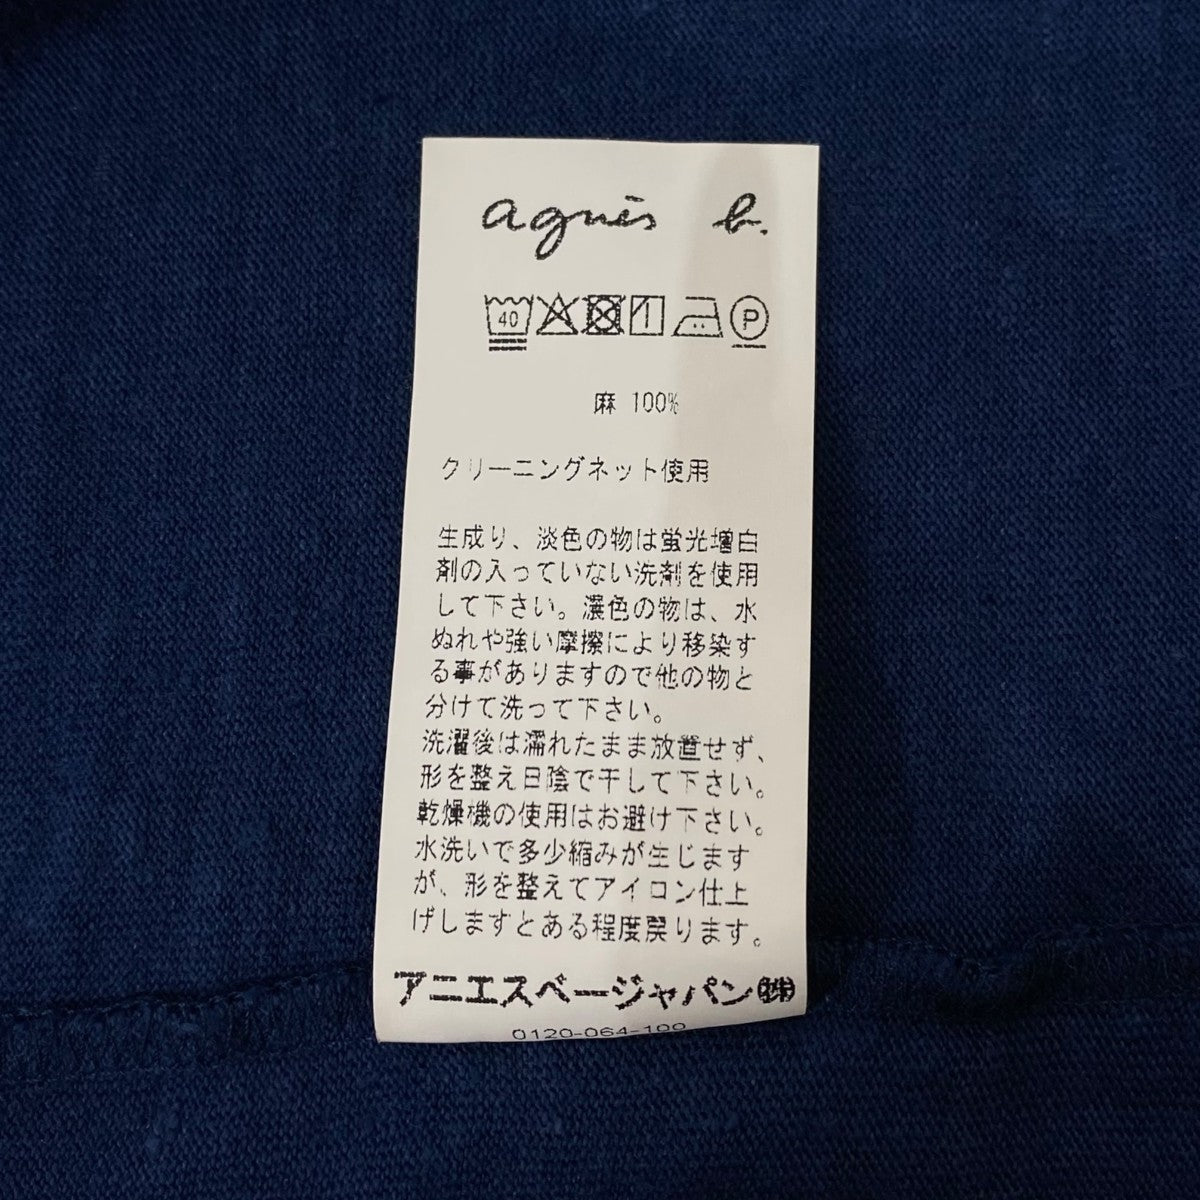 agnès b.
40 P
麻 100%
クリーニングネット使用
生成り、淡色の物は蛍光増白
剤の入っていない洗剤を使用
して下さい。濃色の物は、水
ぬれや強い摩擦により移染す
る事がありますので他の物と
分けて洗って下さい。
洗濯後は濡れたまま放置せず、
形を整え日陰で干して下さい。
乾燥機の使用はお避け下さい。
水洗いで多少縮みが生じます
が、形を整えてアイロン仕上
げしますとある程度戻ります。
アニエスベージャパン㈱
0120-064-100